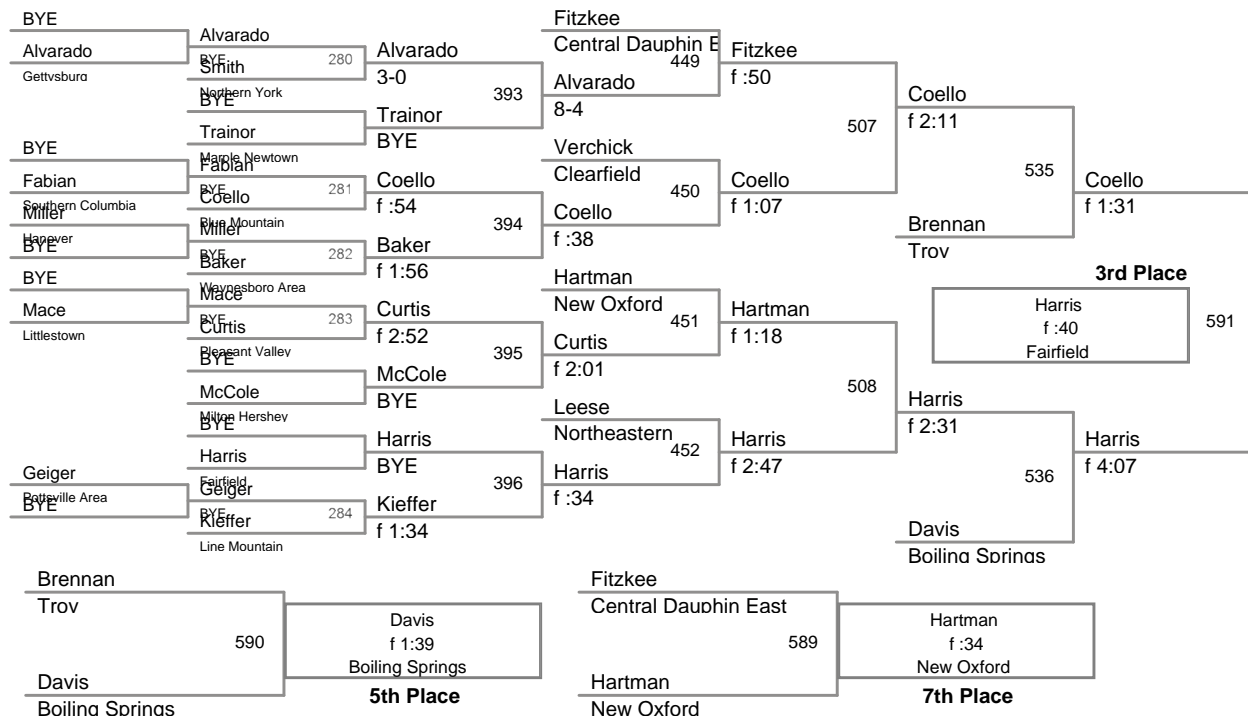 BYE
Alvarado
Gettysburg
BYE
Fabian
Southern Columbia
Miller
Hanover
BYE
BYE
Mace
Littlestown
Geiger
Pottsville Area
BYE
Alvarado
BYE
280
Smith
Northern York
BYE
Trainor
Marple Newtown
Fabian
BYE
281
Coello
Blue Mountain
Miller
BYE
282
Baker
Waynesboro Area
Mace
BYE
283
Curtis
Pleasant Valley
BYE
McCole
Milton Hershey
BYE
Harris
Fairfield
Geiger
BYE
284
Kieffer
Line Mountain
Alvarado
3-0
393
Trainor
BYE
Coello
f :54
394
Baker
f 1:56
Curtis
f 2:52
395
McCole
BYE
Harris
BYE
396
Kieffer
f 1:34
Fitzkee
Central Dauphin E
449
Alvarado
8-4
Verchick
Clearfield
450
Coello
f :38
Hartman
New Oxford
451
Curtis
f 2:01
Leese
Northeastern
452
Harris
f :34
Fitzkee
f :50
507
Coello
f 1:07
Hartman
f 1:18
508
Harris
f 2:47
Coello
f 2:11
535
Brennan
Troy
Harris
f 2:31
536
Davis
Boiling Springs
Coello
f 1:31
3rd Place
Harris
f :40
Fairfield
591
Harris
f 4:07
Brennan
Troy
590
Davis
Boiling Springs
Davis
f 1:39
Boiling Springs
5th Place
Fitzkee
Central Dauphin East
589
Hartman
New Oxford
Hartman
f :34
New Oxford
7th Place